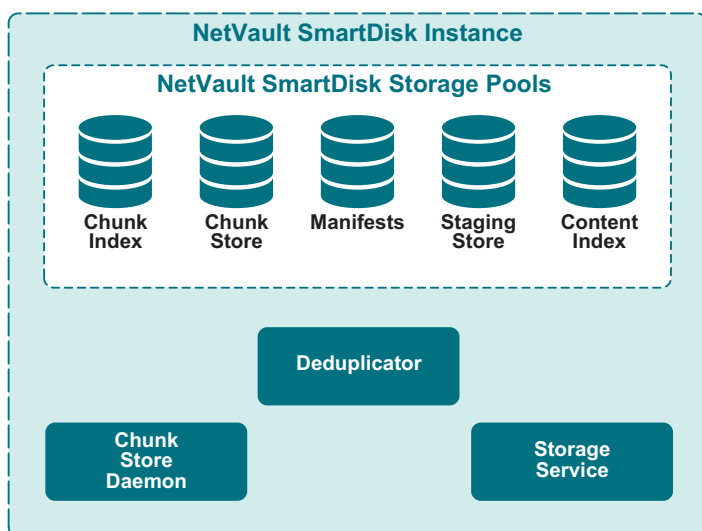 NetVault SmartDisk Instance
NetVault SmartDisk Storage Pools
Chunk
Index
Chunk
Store
Manifests
Staging
Store
Content
Index
Deduplicator
Chunk
Store
Daemon
Storage
Service